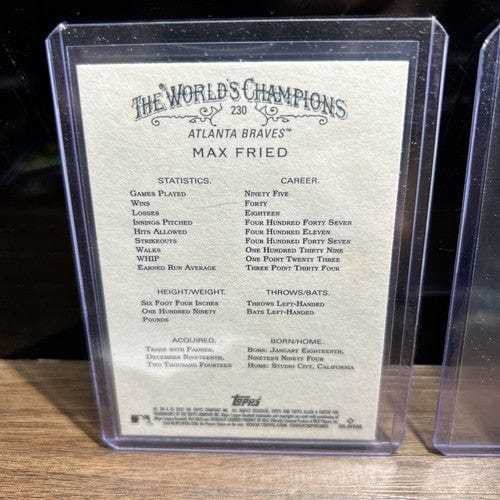 THE WORLD'S CHAMPIONS
230
ATLANTA BRAVES™
MAX FRIED
STATISTICS. CAREER.
GAMES PLAYED NINETY FIVE
WINS FORTY
LOSSES EIGHTEEN
INNINGS PITCHED FOUR HUNDRED FORTY SEVEN
HITS ALLOWED FOUR HUNDRED ELEVEN
STRIKEOUTS FOUR HUNDRED FORTY SEVEN
WALKS ONE HUNDRED THIRTY NINE
WHIP ONE POINT TWENTY THREE
EARNED RUN AVERAGE THREE POINT THIRTY FOUR
HEIGHT/WEIGHT. THROWS/BATS.
SIX FOOT FOUR INCHES THROWS LEFT-HANDED
ONE HUNDRED NINETY BATS LEFT-HANDED
POUNDS
ACQUIRED. BORN/HOME.
TRADE WITH PADRES, BORN: JANUARY EIGHTEENTH,
DECEMBER NINETEENTH, NINETEEN NINETY FOUR
TWO THOUSAND FOURTEEN HOME: STUDIO CITY, CALIFORNIA
Topps